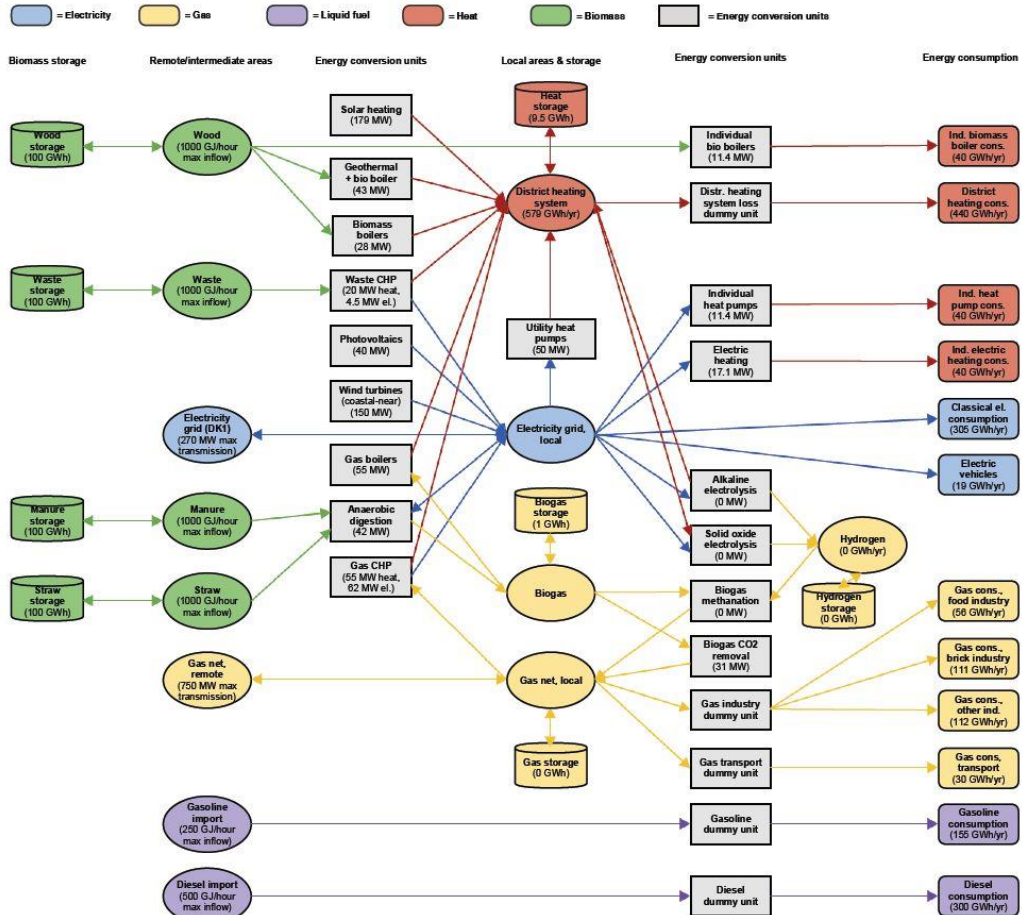 = Electricity
= Gas
= Liquid fuel
= Heat
= Biomass
= Energy conversion units
Biomass storage
Remote/intermediate areas
Energy conversion units
Local areas & storage
Energy conversion units
Energy consumption
Wood
storage
(100 GWh)
Wood
(1000 GJ/hour
max inflow)
Solar heating
(179 MW)
Geothermal
+ bio boiler
(43 MW)
Biomass
boilers
(28 MW)
Heat
storage
(9.5 GWh)
District heating
system
(579 GWh/yr)
Individual
bio boilers
(11.4 MW)
Distr. heating
system loss
dummy unit
Ind. biomass
boiler cons.
(40 GWh/yr)
District
heating cons.
(440 GWh/yr)
Waste storage
(100 GWh)
Waste
(1000 GJ/hour
max inflow)
Waste CHP
(20 MW heat,
4.5 MW el.)
Photovoltaics
(40 MW)
Wind turbines
(coastal-near)
(150 MW)
Utility heat
pumps
(50 MW)
Individual
heat pumps
(11.4 MW)
Electric
heating
(17.1 MW)
Ind. heat
pump cons.
(40 GWh/yr)
Ind. electric
heating cons.
(40 GWh/yr)
Electricity
grid (DK1)
(270 MW max
transmission)
Electricity grid,
local
Classical el.
consumption
(305 GWh/yr)
Electric
vehicles
(19 GWh/yr)
Gas boilers
(55 MW)
Manure
storage
(100 GWh)
Manure
(1000 GJ/hour
max inflow)
Anaerobic
digestion
(42 MW)
Biogas
storage
(1 GWh)
Alkaline
electrolysis
(0 MW)
Solid oxide
electrolysis
(0 MW)
Hydrogen
(0 GWh/yr)
Straw
storage
(100 GWh)
Straw
(1000 GJ/hour
max inflow)
Gas CHP
(55 MW heat,
62 MW el.)
Biogas
Biogas
methanation
(0 MW)
Hydrogen
storage
(0 GWh)
Gas cons.,
food industry
(56 GWh/yr)
Gas net,
remote
(750 MW max
transmission)
Gas net, local
Biogas CO2
removal
(31 MW)
Gas cons.,
brick industry
(111 GWh/yr)
Gas industry
dummy unit
Gas cons.,
other ind.
(112 GWh/yr)
Gas storage
(0 GWh)
Gas transport
dummy unit
Gas cons,
transport
(30 GWh/yr)
Gasoline
import
(250 GJ/hour
max inflow)
Gasoline
dummy unit
Gasoline
consumption
(155 GWh/yr)
Diesel import
(500 GJ/hour
max inflow)
Diesel
dummy unit
Diesel
consumption
(300 GWh/yr)